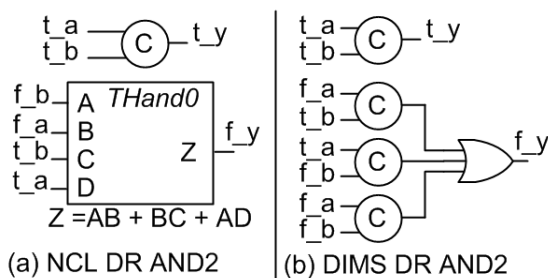 t_a
t_b
C
t_y
f_b
A
THand0
f_a
B
t_b
C
Z
f_y
t_a
D
Z =AB + BC + AD
(a) NCL DR AND2
t_a
t_b
C
t_y
f_a
t_b
C
t_a
f_b
C
f_y
f_a
f_b
C
(b) DIMS DR AND2